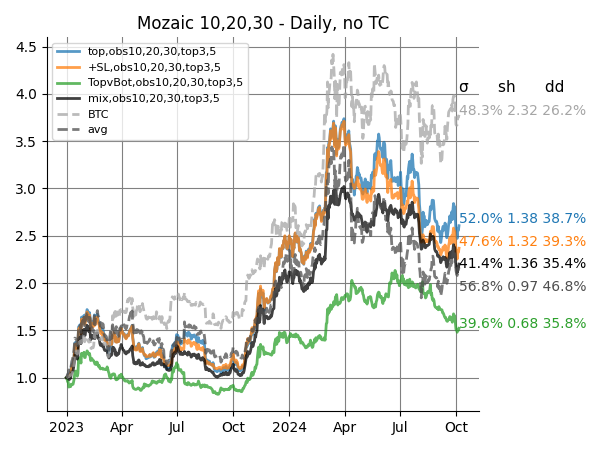 Mozaic 10,20,30 - Daily, no TC
top,obs10,20,30,top3,5
+SL,obs10,20,30,top3,5
TopvBot,obs10,20,30,top3,5
mix,obs10,20,30,top3,5
BTC
avg
σ sh dd
48.3% 2.32 26.2%
52.0% 1.38 38.7%
47.6% 1.32 39.3%
41.4% 1.36 35.4%
56.8% 0.97 46.8%
39.6% 0.68 35.8%
4.5
4.0
3.5
3.0
2.5
2.0
1.5
1.0
2023 Apr Jul Oct 2024 Apr Jul Oct